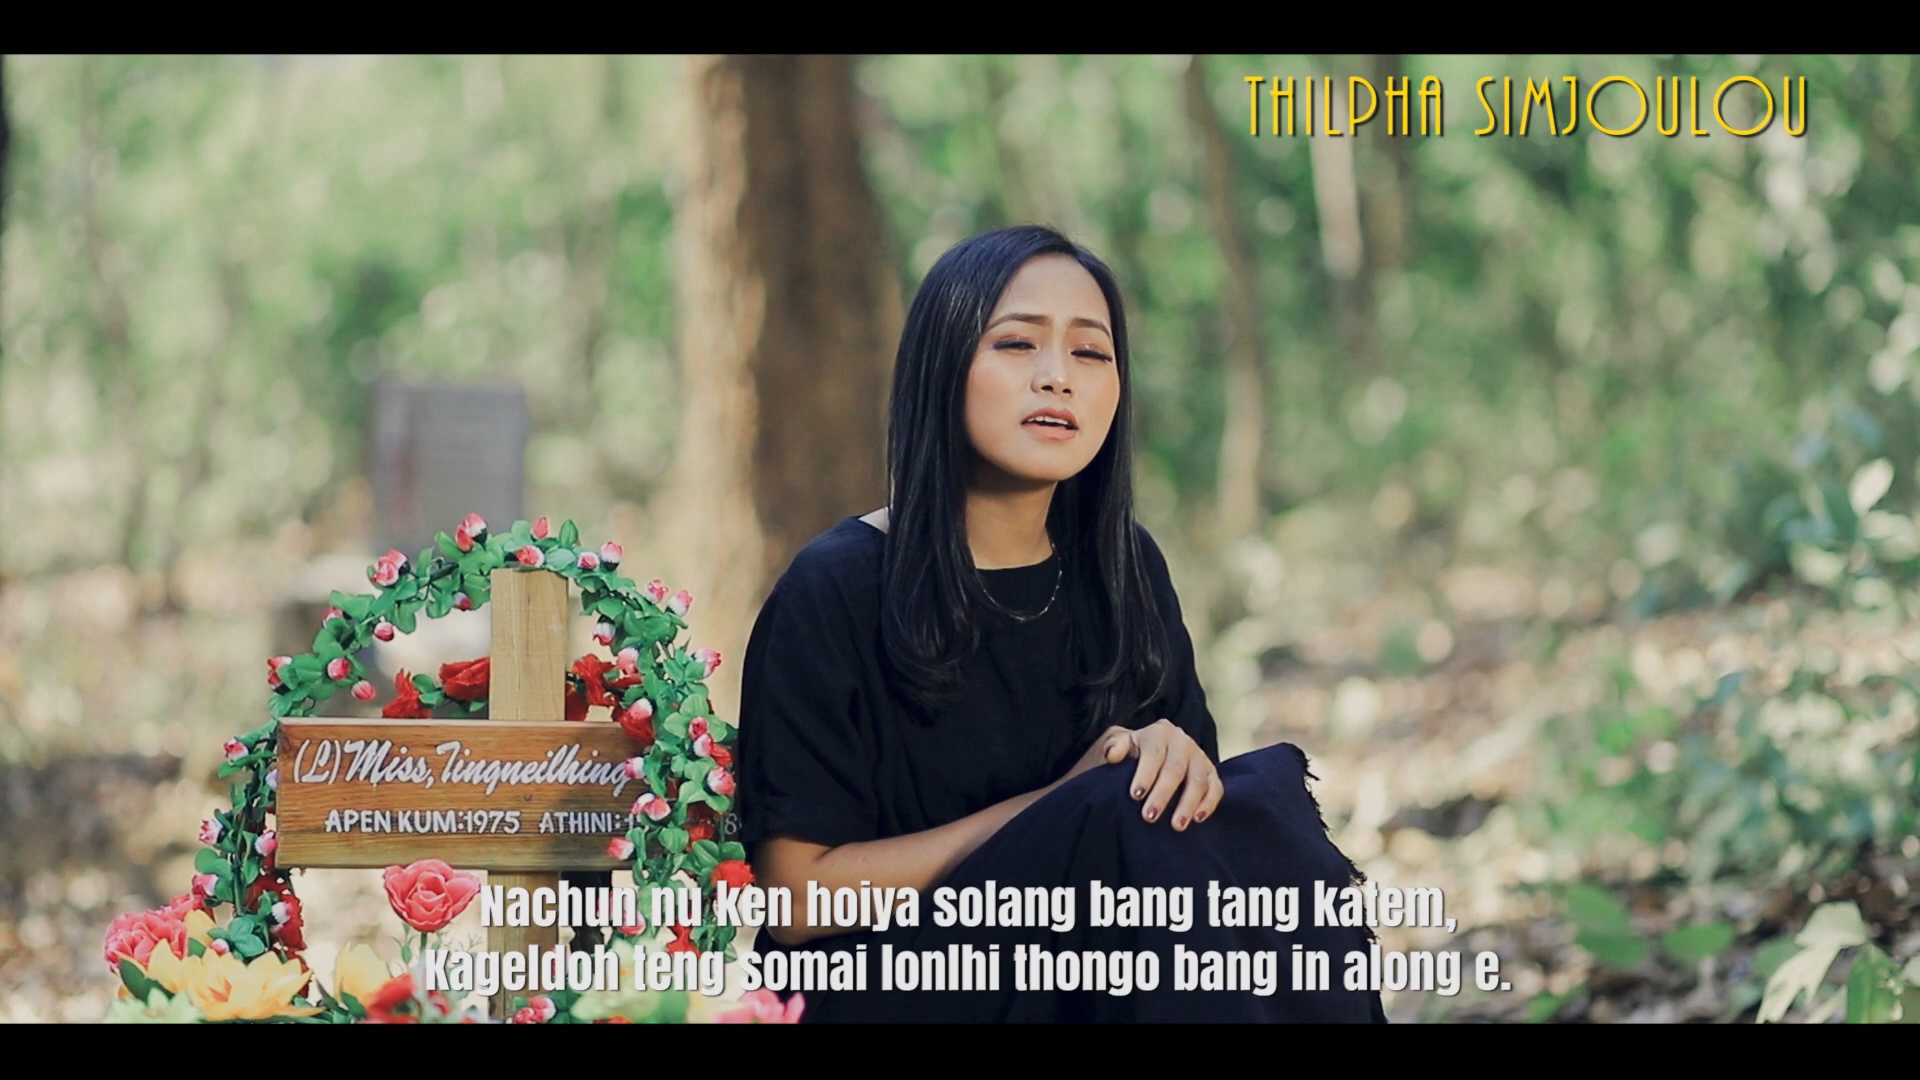 THILPHA SIMJOULOU
(L) Miss, Tingneilhing
APEN KUM:1975 ATHINI:1
Nachun nu ken hoiya solang bang tang katem,
Kageldoh teng somai lonlhi thongo bang in along e.